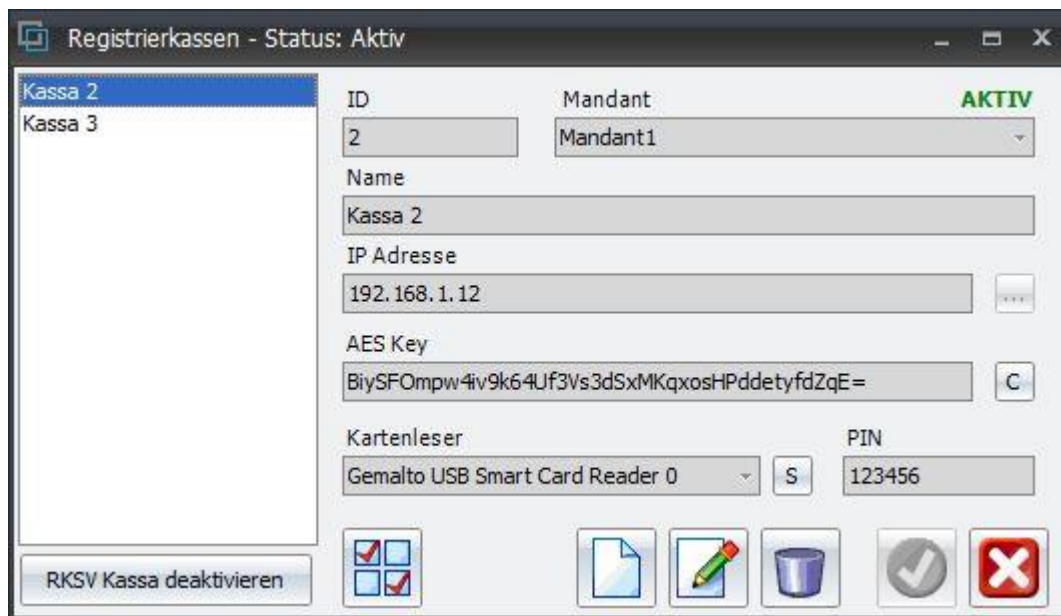 Registrierkassen - Status: Aktiv
Kassa 2
Kassa 3
ID
Mandant
AKTIV
2
Mandant1
Name
Kassa 2
IP Adresse
192.168.1.12
...
AES Key
BiySFOmpw4iv9k64Uf3Vs3dSxMKqxosHPddetyfdZqE=
C
Kartenleser
PIN
Gemalto USB Smart Card Reader 0
S
123456
RKSV Kassa deaktivieren